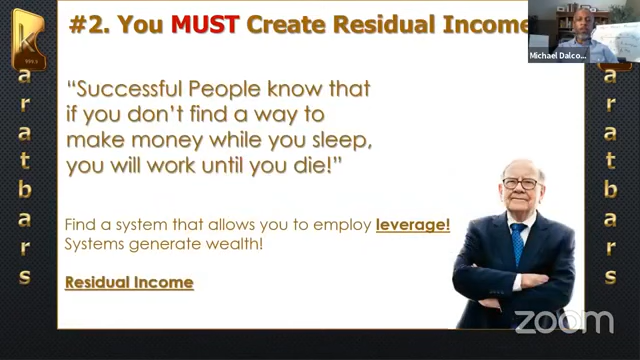 #2. You MUST Create Residual Income
Michael Dalco...
“Successful People know that
if you don’t find a way to
make money while you sleep,
you will work until you die!”
Find a system that allows you to employ leverage!
Systems generate wealth!
Residual Income
K
a
r
a
t
b
a
r
s
a
r
a
t
b
a
r
s
zoom